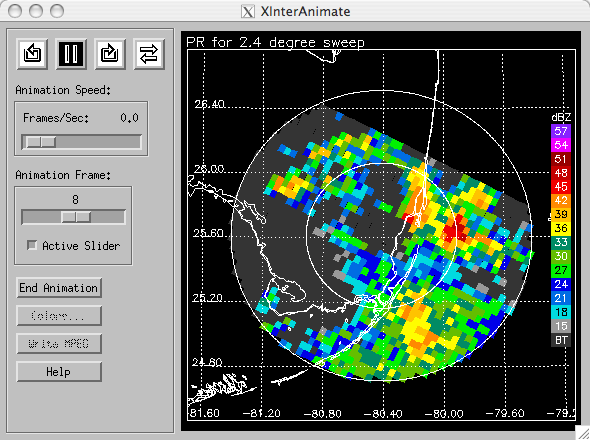 XInterAnimate
Animation Speed:
Frames/Sec: 0.0
Animation Frame:
8
Active Slider
End Animation
Colors...
Write MPEG
Help
PR for 2.4 degree sweep
26.40
26.00
25.60
25.20
24.80
-81.60 -81.20 -80.80 -80.40 -80.00 -79.60 -79.2
dBZ
57
54
51
48
45
42
39
36
33
30
27
24
21
18
15
BT